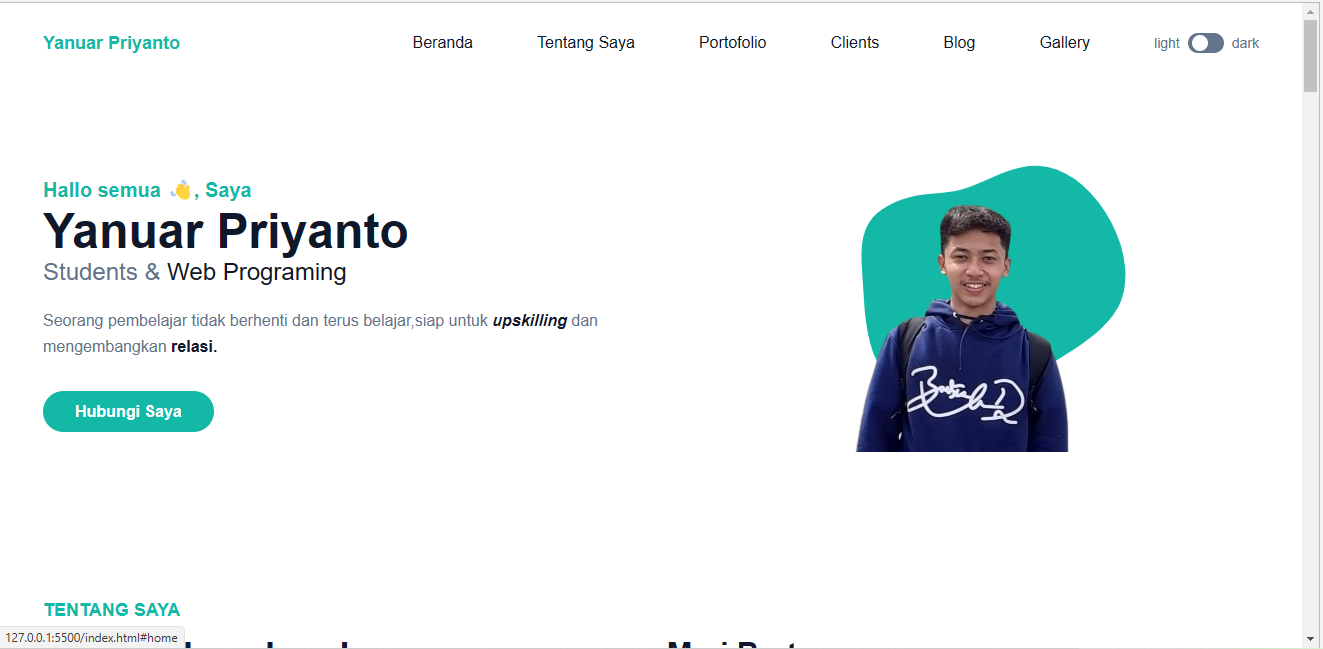 Yanuar Priyanto
Beranda
Tentang Saya
Portofolio
Clients
Blog
Gallery
light
dark
Hallo semua 👋, Saya
Yanuar Priyanto
Students & Web Programing
Seorang pembelajar tidak berhenti dan terus belajar,siap untuk upskilling dan
mengembangkan relasi.
Hubungi Saya
TENTANG SAYA
127.0.0.1:5500/index.html#home